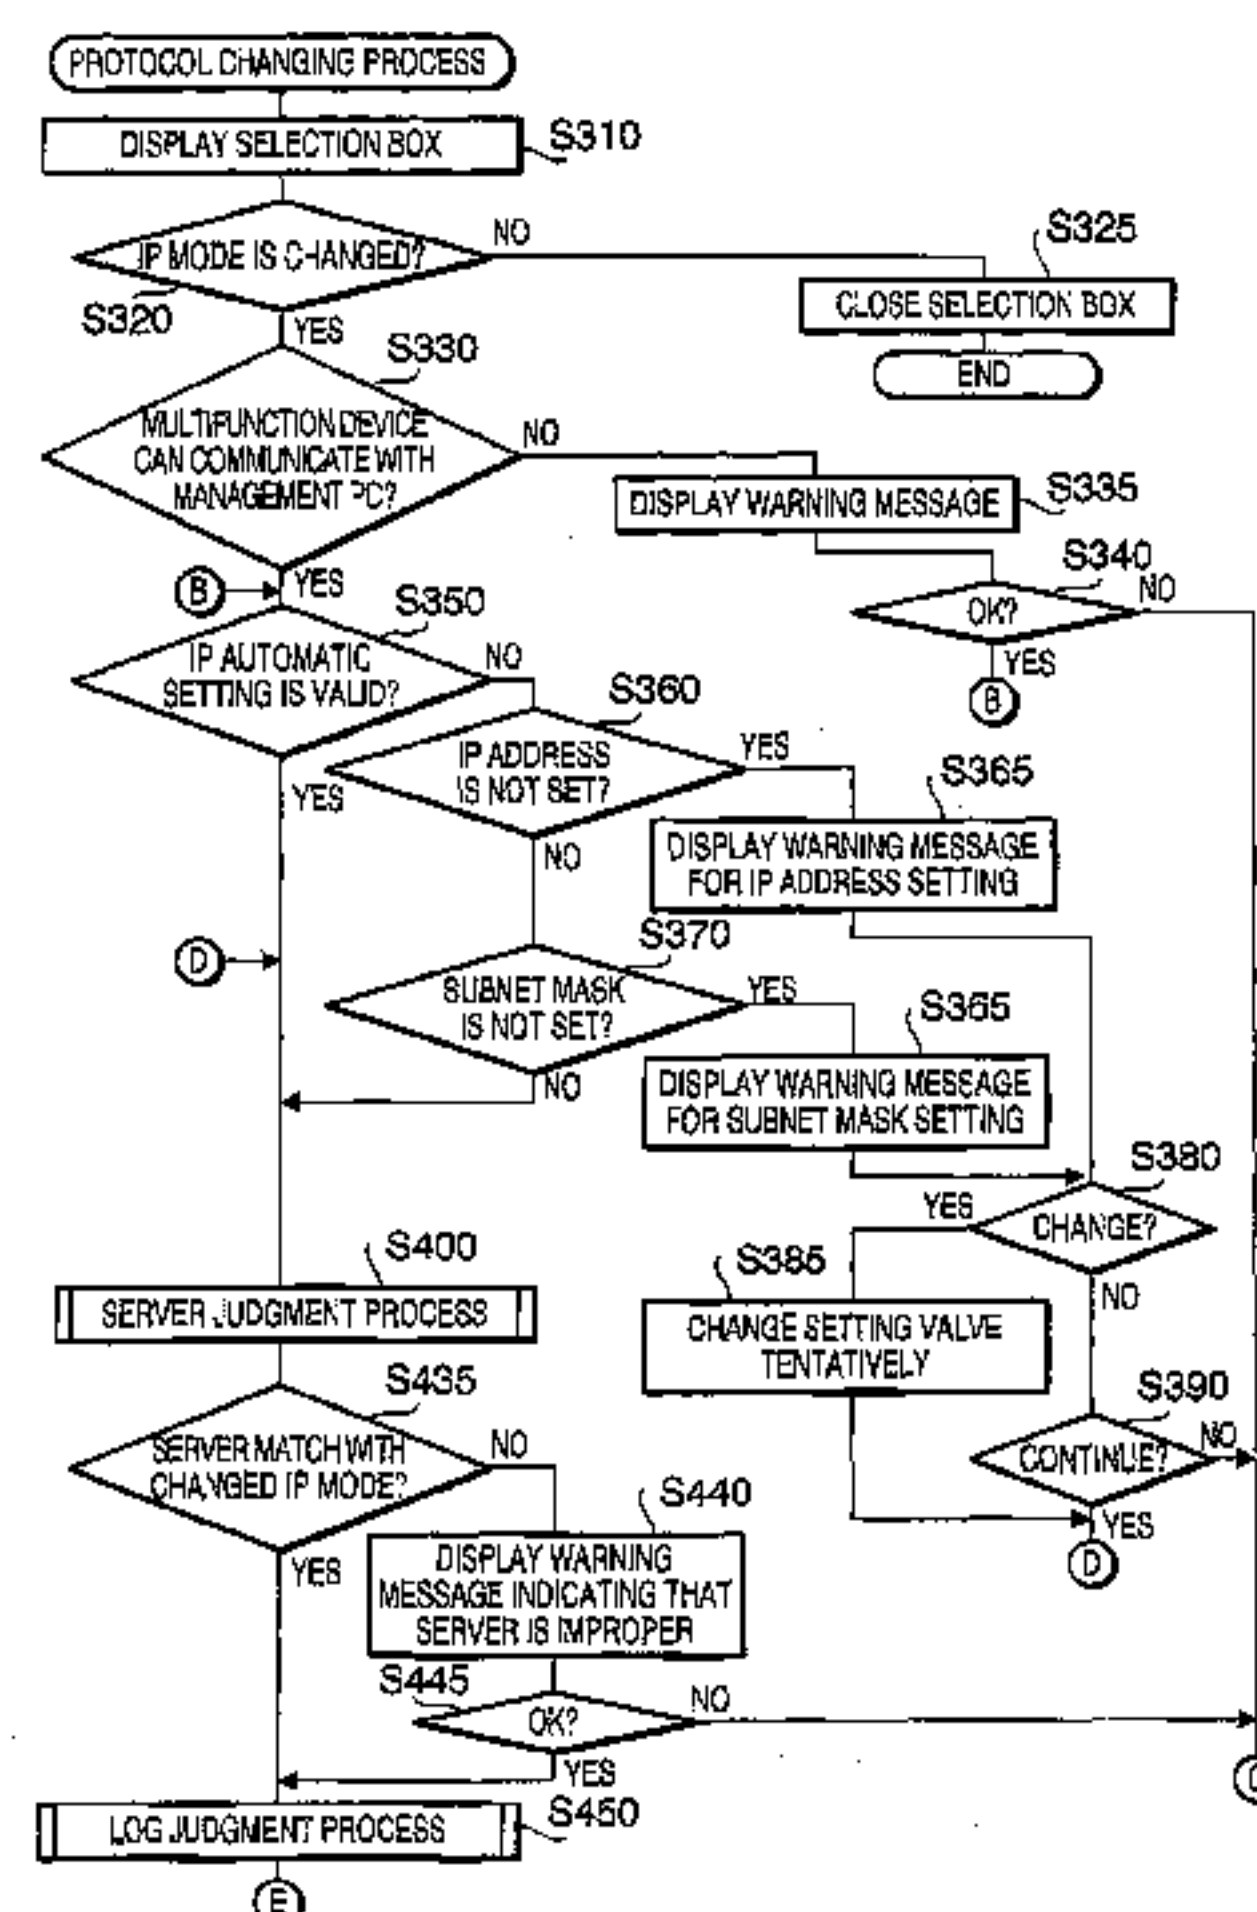 PROTOCOL CHANGING PROCESS
DISPLAY SELECTION BOX
S310
IP MODE IS CHANGED?
NO
S320
YES
S325
CLOSE SELECTION BOX
END
S330
MULTIFUNCTION DEVICE
CAN COMMUNICATE WITH
MANAGEMENT PC?
NO
YES
DISPLAY WARNING MESSAGE
S335
S340
OK?
NO
YES
B
B
S350
IP AUTOMATIC
SETTING IS VALID?
NO
YES
S360
IP ADDRESS
IS NOT SET?
YES
NO
S365
DISPLAY WARNING MESSAGE
FOR IP ADDRESS SETTING
D
S370
SUBNET MASK
IS NOT SET?
YES
NO
S365
DISPLAY WARNING MESSAGE
FOR SUBNET MASK SETTING
S380
CHANGE?
YES
NO
S385
CHANGE SETTING VALVE
TENTATIVELY
S390
CONTINUE?
NO
YES
D
S400
SERVER JUDGMENT PROCESS
S435
SERVER MATCH WITH
CHANGED IP MODE?
NO
YES
S440
DISPLAY WARNING
MESSAGE INDICATING THAT
SERVER IS IMPROPER
S445
OK?
NO
YES
LOG JUDGMENT PROCESS
S450
E